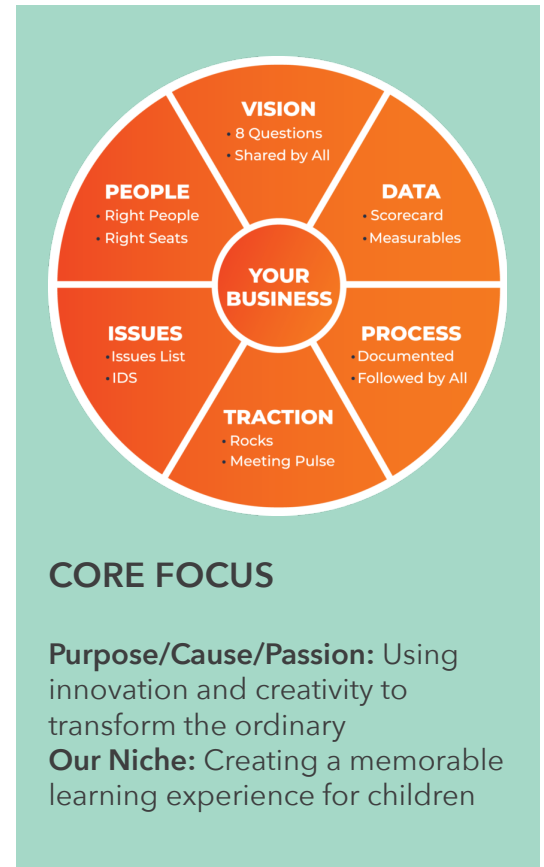 VISION
• 8 Questions
• Shared by All
PEOPLE
• Right People
• Right Seats
DATA
• Scorecard
• Measurables
YOUR
BUSINESS
ISSUES
• Issues List
• IDS
PROCESS
• Documented
• Followed by All
TRACTION
• Rocks
• Meeting Pulse
CORE FOCUS
Purpose/Cause/Passion: Using
innovation and creativity to
transform the ordinary
Our Niche: Creating a memorable
learning experience for children